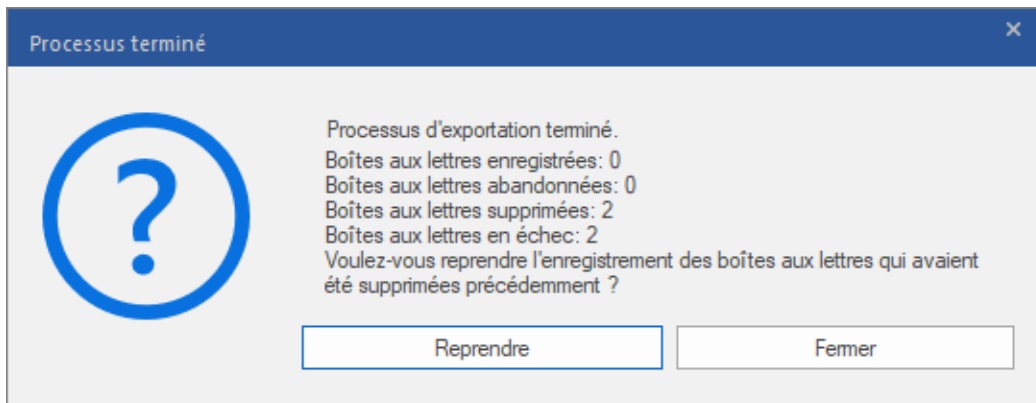 Processus terminé
Processus d'exportation terminé.
Boîtes aux lettres enregistrées: 0
Boîtes aux lettres abandonnées: 0
Boîtes aux lettres supprimées: 2
Boîtes aux lettres en échec: 2
Voulez-vous reprendre l'enregistrement des boîtes aux lettres qui avaient
été supprimées précédemment ?
Reprendre
Fermer